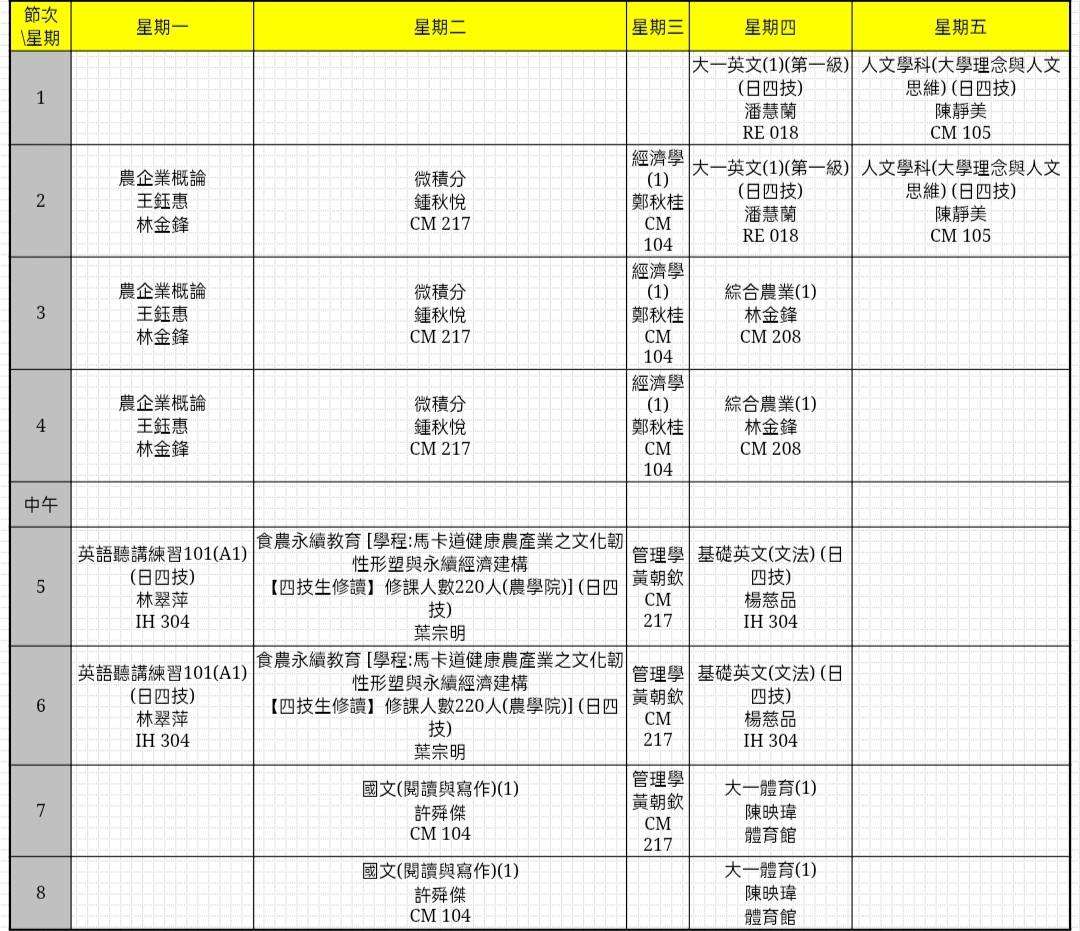 節次
\星期
星期一
星期二
星期三
星期四
星期五
1
大一英文(1)(第一級)
(日四技)
潘慧蘭
RE 018
人文學科(大學理念與人文
思維) (日四技)
陳靜美
CM 105
2
農企業概論
王鈺惠
林金鋒
微積分
鍾秋悅
CM 217
經濟學
(1)
鄭秋桂
CM
104
大一英文(1)(第一級)
(日四技)
潘慧蘭
RE 018
人文學科(大學理念與人文
思維) (日四技)
陳靜美
CM 105
3
農企業概論
王鈺惠
林金鋒
微積分
鍾秋悅
CM 217
經濟學
(1)
鄭秋桂
CM
104
綜合農業(1)
林金鋒
CM 208
4
農企業概論
王鈺惠
林金鋒
微積分
鍾秋悅
CM 217
經濟學
(1)
鄭秋桂
CM
104
綜合農業(1)
林金鋒
CM 208
中午
5
英語聽講練習101(A1)
(日四技)
林翠萍
IH 304
食農永續教育 [學程:馬卡道健康農產業之文化韌
性形塑與永續經濟建構
【四技生修讀】修課人數220人(農學院)] (日四
技)
葉宗明
管理學
黃朝欽
CM
217
基礎英文(文法) (日
四技)
楊慈品
IH 304
6
英語聽講練習101(A1)
(日四技)
林翠萍
IH 304
食農永續教育 [學程:馬卡道健康農產業之文化韌
性形塑與永續經濟建構
【四技生修讀】修課人數220人(農學院)] (日四
技)
葉宗明
管理學
黃朝欽
CM
217
基礎英文(文法) (日
四技)
楊慈品
IH 304
7
國文(閱讀與寫作)(1)
許舜傑
CM 104
管理學
黃朝欽
CM
217
大一體育(1)
陳映瑋
體育館
8
國文(閱讀與寫作)(1)
許舜傑
CM 104
大一體育(1)
陳映瑋
體育館